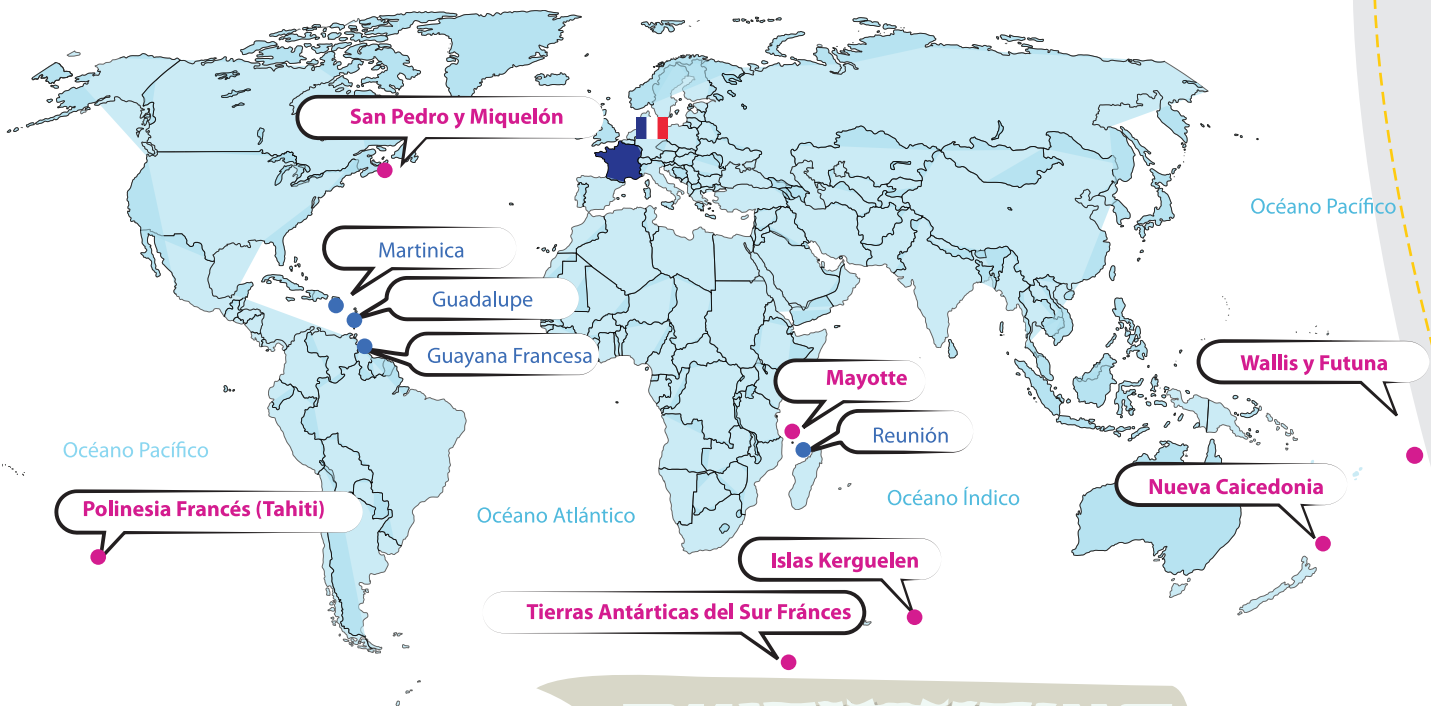 San Pedro y Miquelón
Océano Pacífico
Martinica
Guadalupe
Guayana Francesa
Wallis y Futuna
Mayotte
Reunión
Océano Pacífico
Nueva Caicedonia
Océano Índico
Polinesia Francés (Tahiti)
Océano Atlántico
Islas Kerguelen
Tierras Antárticas del Sur Fránces